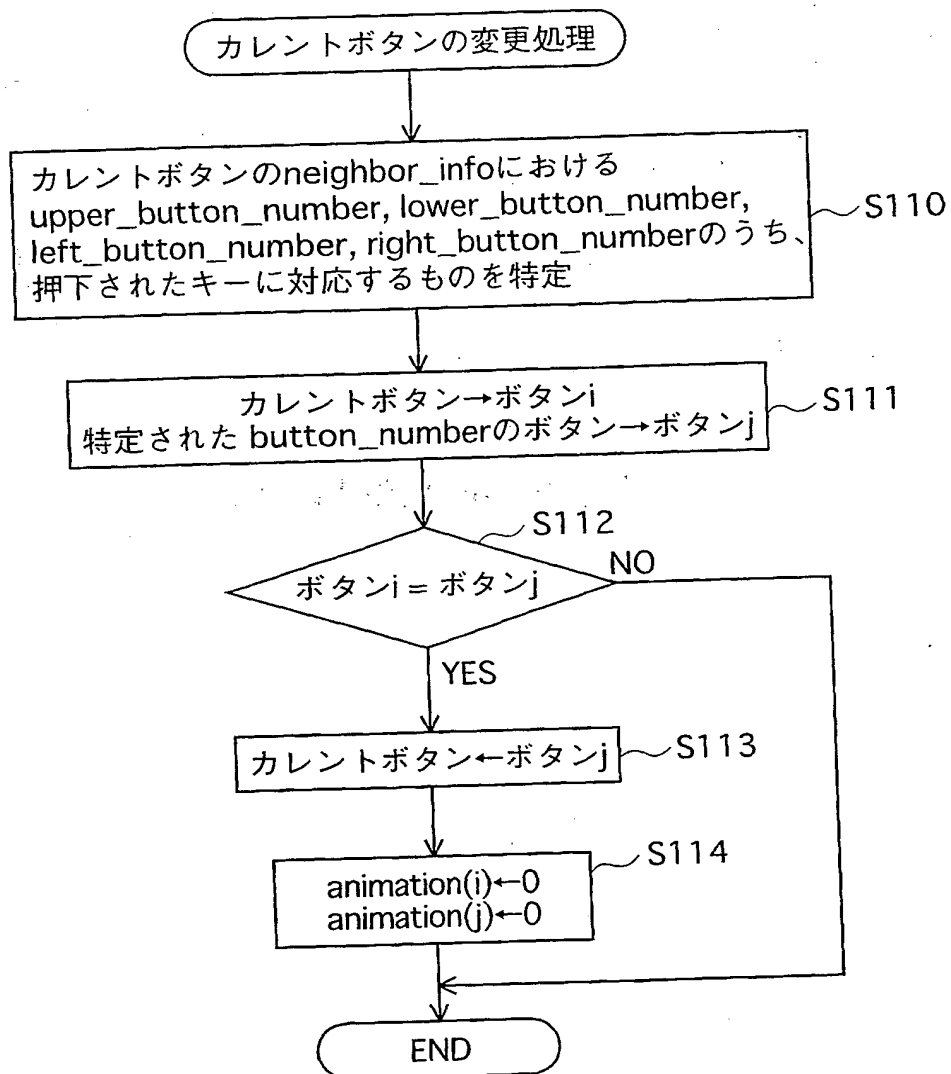 カレントボタンの変更処理
カレントボタンのneighbor_infoにおける
upper_button_number, lower_button_number,
left_button_number, right_button_numberのうち、
押下されたキーに対応するものを特定
S110
カレントボタン→ボタンi
特定された button_numberのボタン→ボタンj
S111
S112
ボタンi = ボタンj
NO
YES
カレントボタン←ボタンj
S113
S114
animation(i)←0
animation(j)←0
END